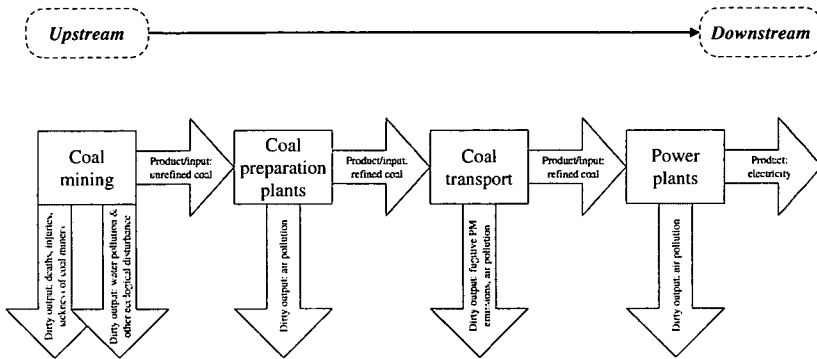 Upstream
Downstream
Coal
mining
Product/input:
unrefined coal
Coal
preparation
plants
Product/input:
refined coal
Coal
transport
Product/input:
refined coal
Power
plants
Product:
electricity
Dirty output: deaths, injuries,
sickness of coal miners
Dirty output: water pollution &
other ecological disturbance
Dirty output: air pollution
Dirty output: fugitive PM
emissions, air pollution
Dirty output, air pollution